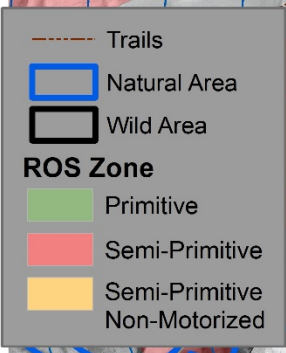 Trails
Natural Area
Wild Area
ROS Zone
Primitive
Semi-Primitive
Semi-Primitive
Non-Motorized